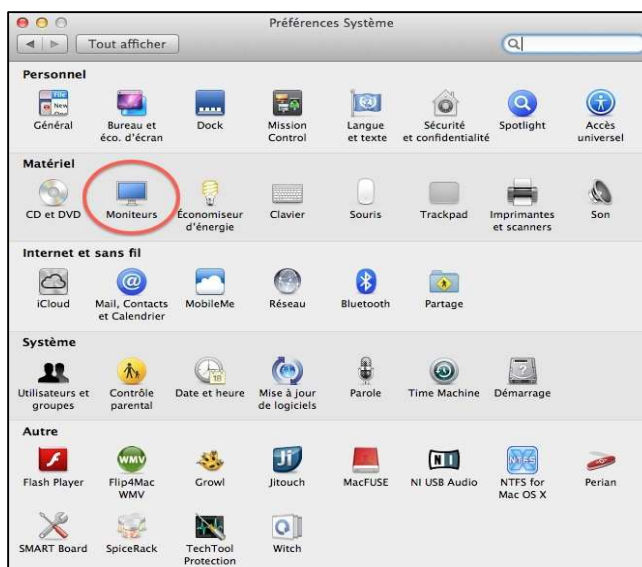 Préférences Système
Tout afficher
Personnel
Général
Bureau et
éco. d'écran
Dock
Mission
Control
Langue
et texte
Sécurité
et confidentialité
Spotlight
Accès
universel
Matériel
CD et DVD
Moniteurs
Économiseur
d'énergie
Clavier
Souris
Trackpad
Imprimantes
et scanners
Son
Internet et sans fil
iCloud
Mail, Contacts
et Calendrier
MobileMe
Réseau
Bluetooth
Partage
Système
Utilisateurs et
groupes
Contrôle
parental
Date et heure
Mise à jour
de logiciels
Parole
Time Machine
Démarrage
Autre
Flash Player
Flip4Mac
WMV
Growl
Jitouch
MacFUSE
NI USB Audio
NTFS for
Mac OS X
Perian
SMART Board
SpiceRack
TechTool
Protection
Witch